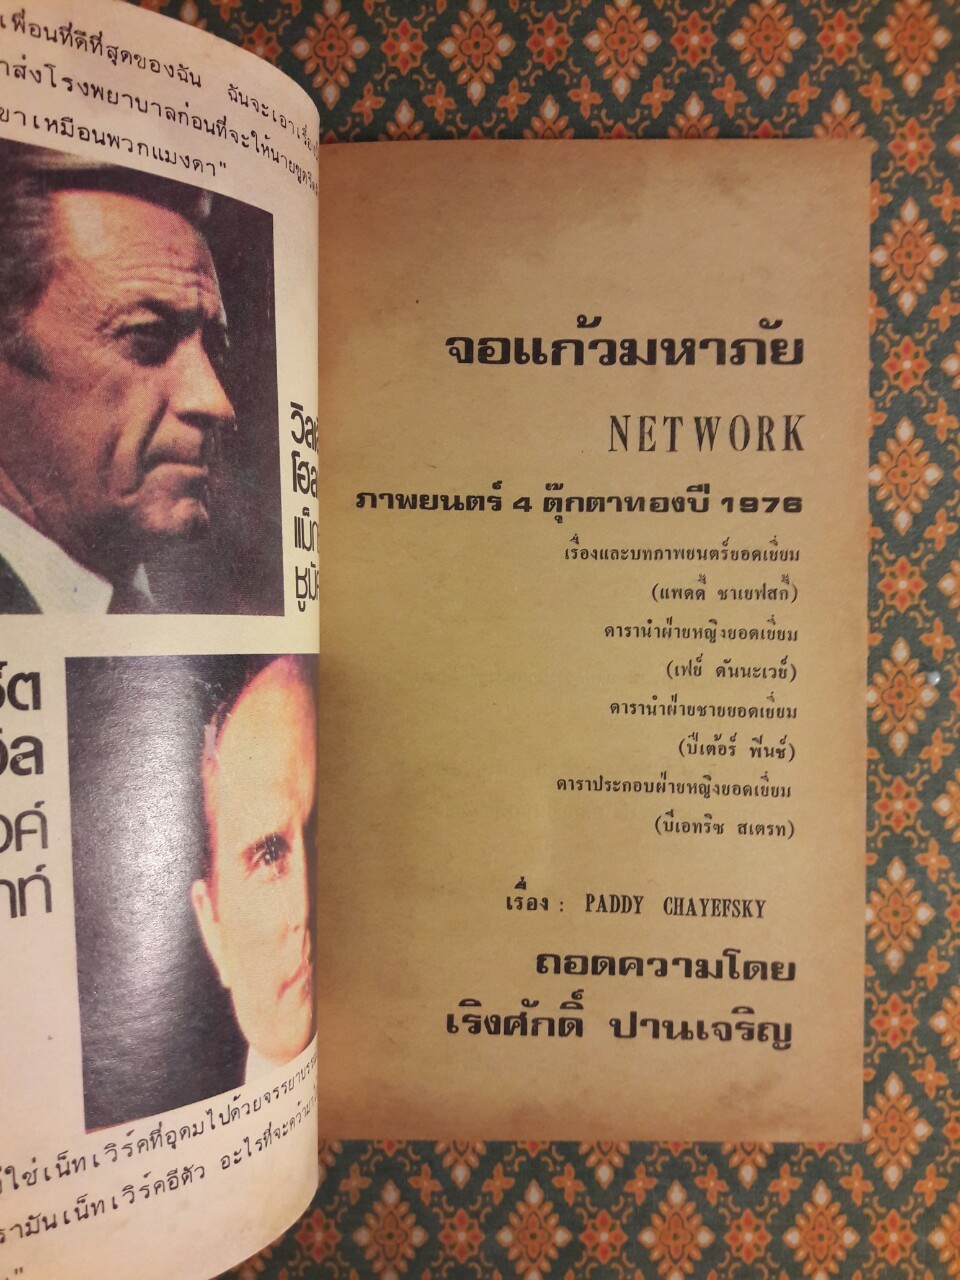 เพื่อนที่ดีที่สุดของฉัน ฉันจะเอา
ส่งโรงพยาบาลก่อนที่จะให้นาย
ขาเหมือนพวกแมงดา"
จอแก้วมหาภัย
NETWORK
ภาพยนตร์ 4 ตุ๊กตาทองปี 1976
เรื่องและบทภาพยนตร์ยอดเยี่ยม
(แพดดี้ ชาเยฟสกี้)
ดารานำฝ่ายหญิงยอดเยี่ยม
(เฟย์ ดันนะเวย์)
ดารานำฝ่ายชายยอดเยี่ยม
(ปีเต้อร์ ฟินช์)
ดาราประกอบฝ่ายหญิงยอดเยี่ยม
(บีเอทริซ สเตรท)
เรื่อง : PADDY CHAYEFSKY
ถอดความโดย
เริงศักดิ์ ปานเจริญ
ใช่เน็ทเวิร์คที่อุดมไปด้วยจรรยาบรร
รามันเน็ทเวิร์คอีตัว อะไรที่จะคว้ามา